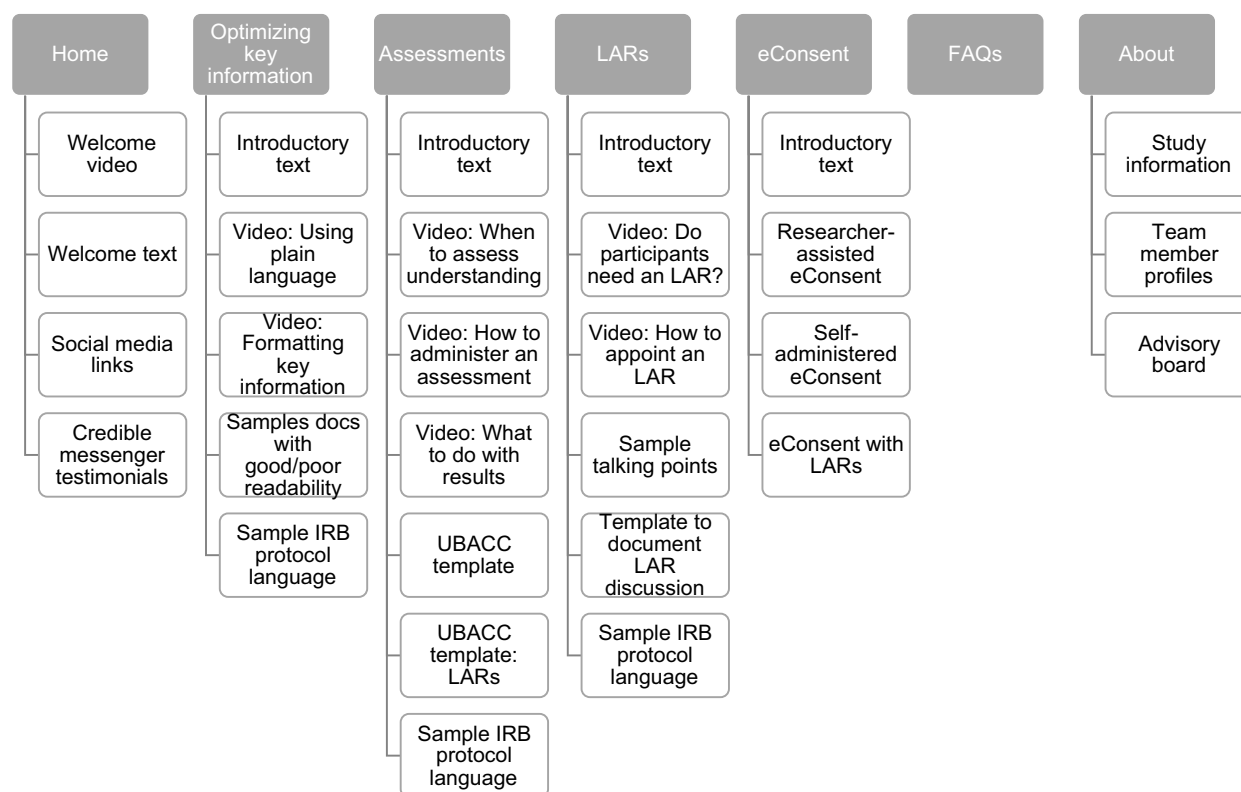 Home
Optimizing
key
information
Assessments
LARs
eConsent
FAQs
About
Welcome
video
Welcome text
Social media
links
Credible
messenger
testimonials
Introductory
text
Video: Using
plain
language
Video:
Formatting
key
information
Samples docs
with
good/poor
readability
Sample IRB
protocol
language
Introductory
text
Video: When
to assess
understanding
Video: How to
administer an
assessment
Video: What
to do with
results
UBACC
template
UBACC
template:
LARs
Sample IRB
protocol
language
Introductory
text
Video: Do
participants
need an LAR?
Video: How to
appoint an
LAR
Sample
talking points
Template to
document
LAR
discussion
Sample IRB
protocol
language
Introductory
text
Researcher-
assisted
eConsent
Self-
administered
eConsent
eConsent with
LARs
Study
information
Team
member
profiles
Advisory
board